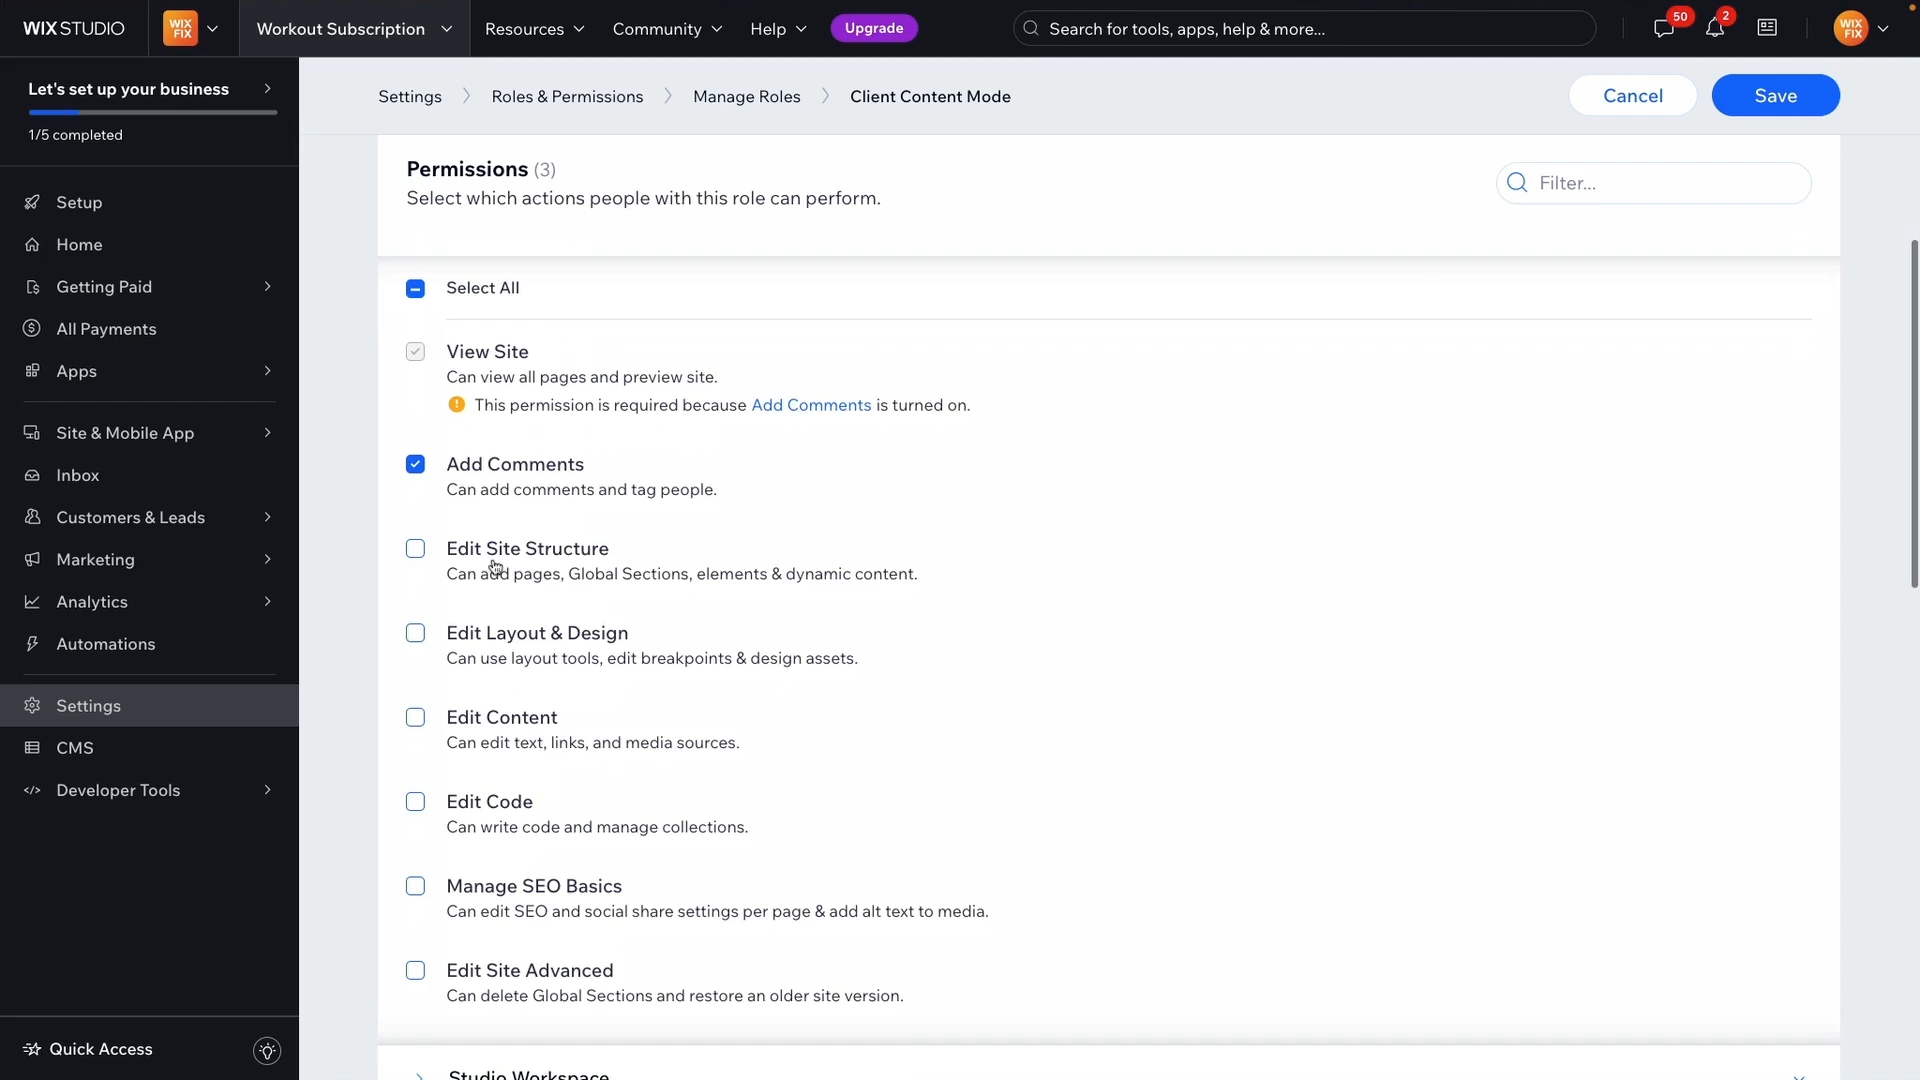 WIX STUDIO
WIX FIX
Workout Subscription
Resources
Community
Help
Upgrade
Search for tools, apps, help & more...
50
2
WIX FIX
Let's set up your business
1/5 completed
Setup
Home
Getting Paid
All Payments
Apps
Site & Mobile App
Inbox
Customers & Leads
Marketing
Analytics
Automations
Settings
CMS
Developer Tools
Quick Access
Settings
Roles & Permissions
Manage Roles
Client Content Mode
Cancel
Save
Permissions (3)
Select which actions people with this role can perform.
Filter...
Select All
View Site
Can view all pages and preview site.
This permission is required because Add Comments is turned on.
Add Comments
Can add comments and tag people.
Edit Site Structure
Can add pages, Global Sections, elements & dynamic content.
Edit Layout & Design
Can use layout tools, edit breakpoints & design assets.
Edit Content
Can edit text, links, and media sources.
Edit Code
Can write code and manage collections.
Manage SEO Basics
Can edit SEO and social share settings per page & add alt text to media.
Edit Site Advanced
Can delete Global Sections and restore an older site version.
Studio Workspace